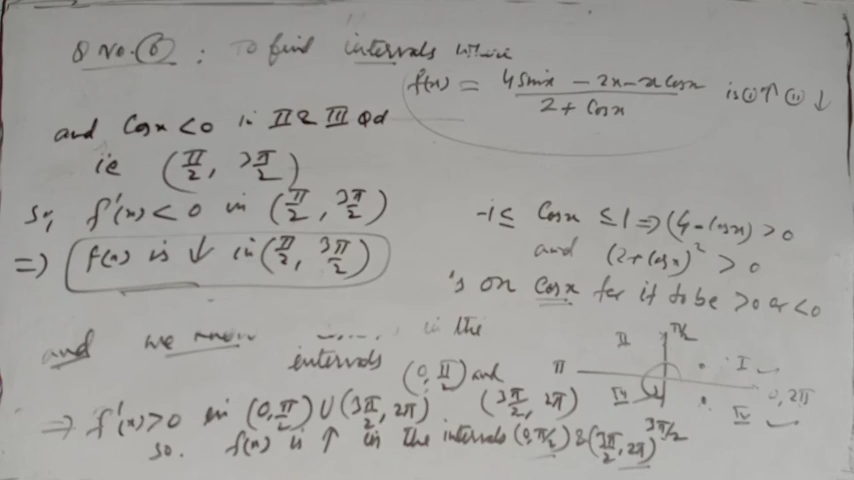 Q No. (6) : To find intervals where
f(x) = 4 sin x - 2x - x cos x / 2 + cos x is (i) ↑ (ii) ↓
and Cos x < 0 in II & III Qd
ie (π/2, 3π/2)
so, f'(x) < 0 in (π/2, 3π/2)
=> f(x) is ↓ in (π/2, 3π/2)
-1 ≤ Cos x ≤ 1 => (4 - Cos x) > 0
and (2 + Cos x)² > 0
's on Cos x for it to be > 0 or < 0
and we know in the
intervals (0, π/2) and
(3π/2, 2π)
=> f'(x) > 0 in (0, π/2) ∪ (3π/2, 2π)
so. f(x) is ↑ in the intervals (0, π/2) & (3π/2, 2π)
π/2
II I
π 0, 2π
III IV
3π/2